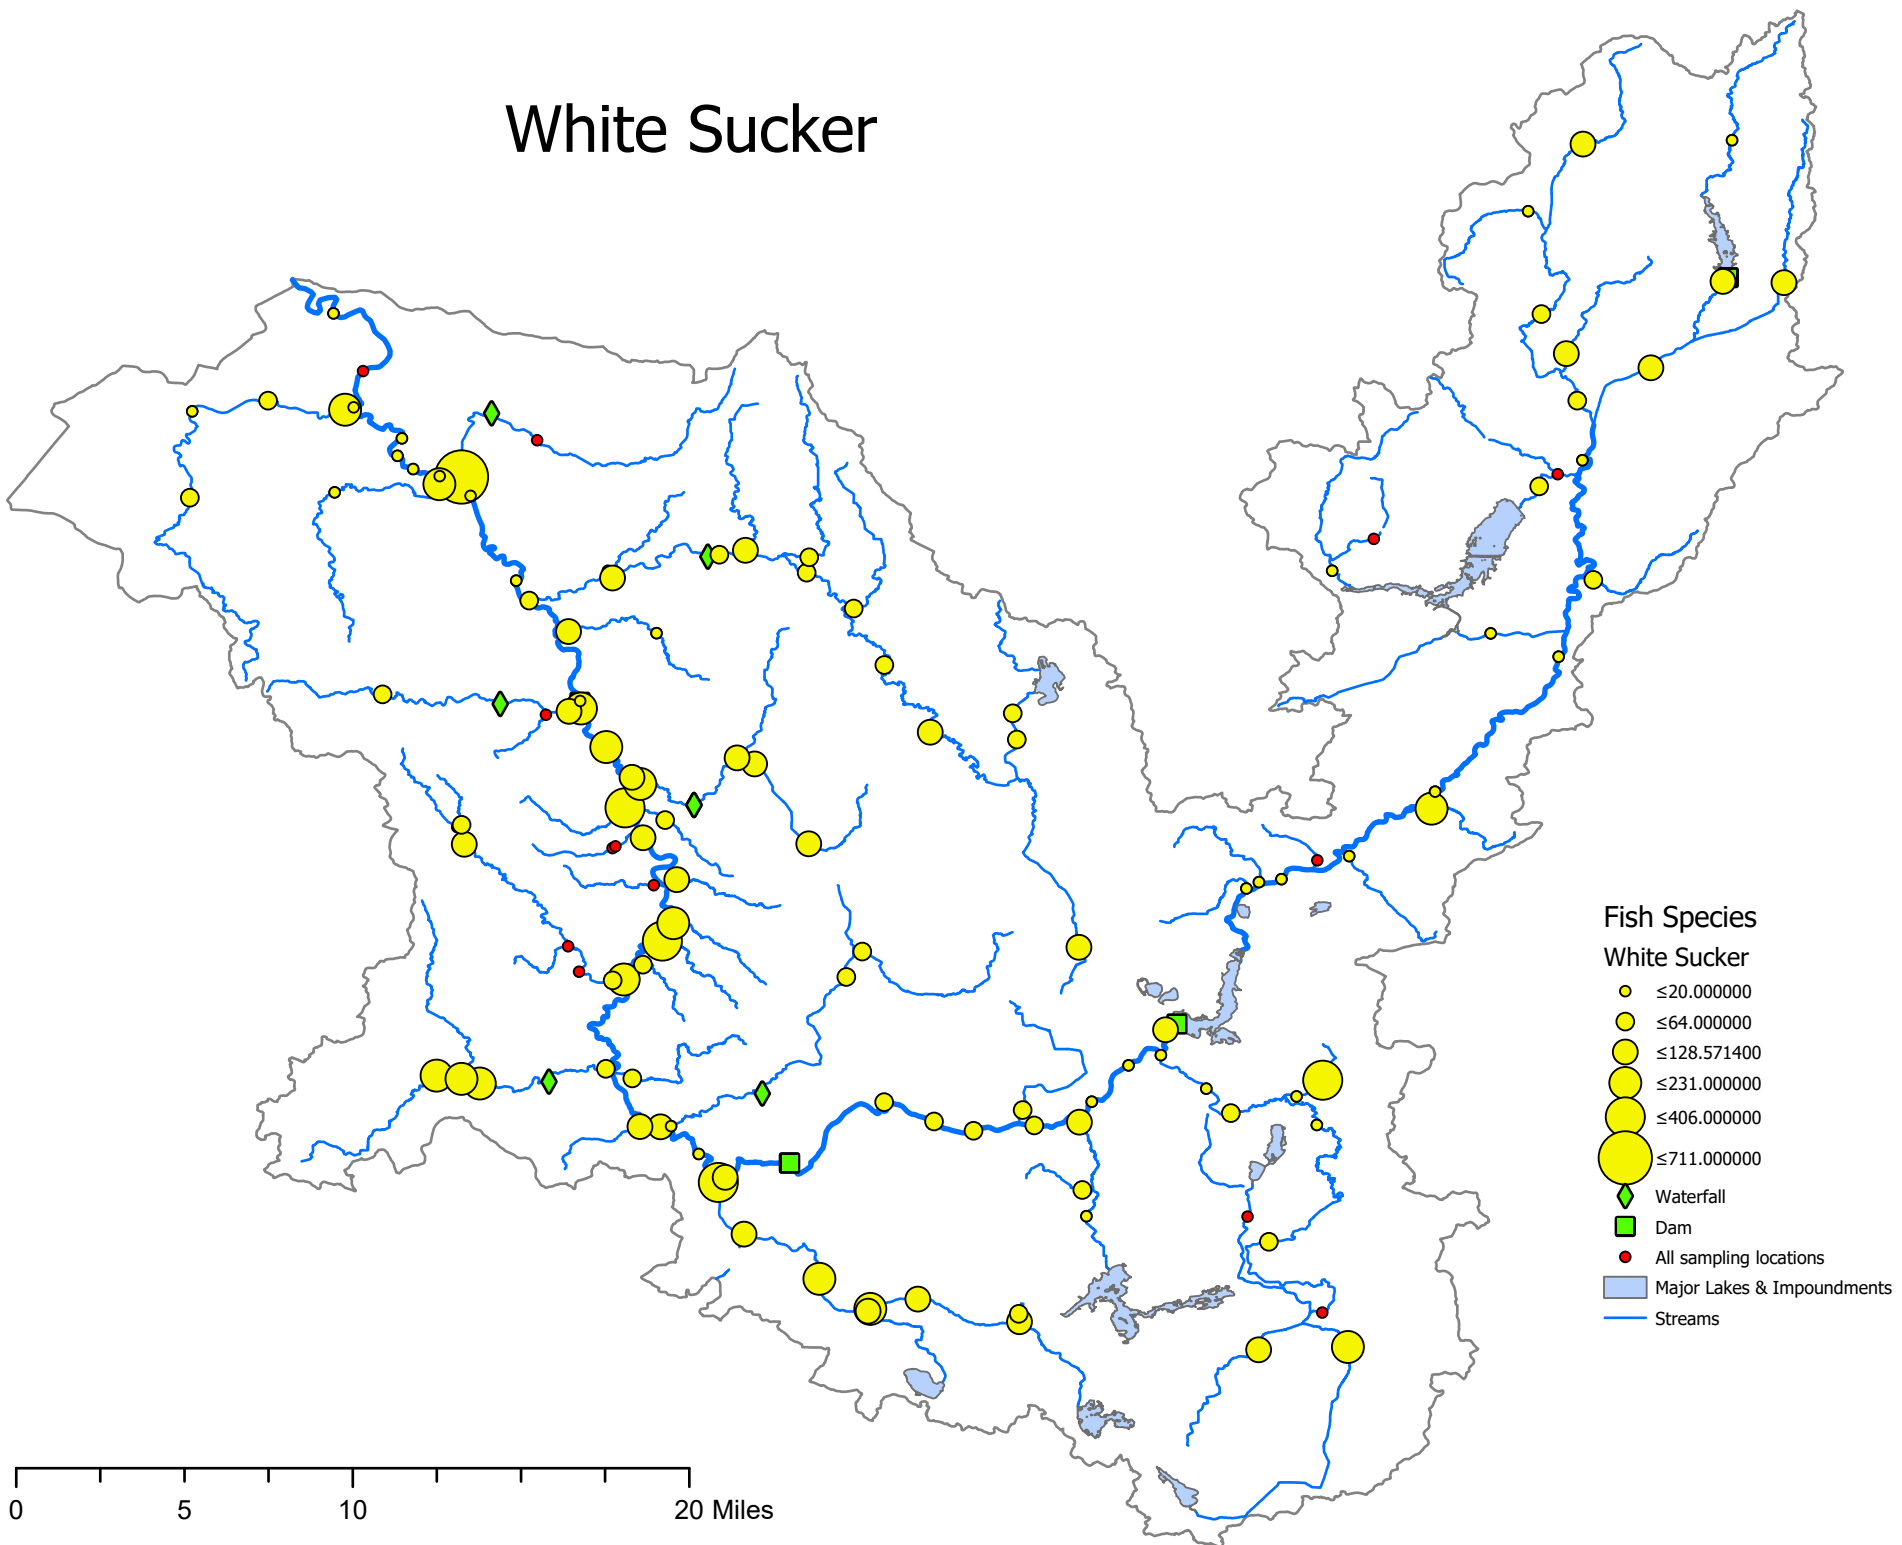 White Sucker
Fish Species
White Sucker
≤20.000000
≤64.000000
≤128.571400
≤231.000000
≤406.000000
≤711.000000
Waterfall
Dam
All sampling locations
Major Lakes & Impoundments
Streams
0 5 10 20 Miles